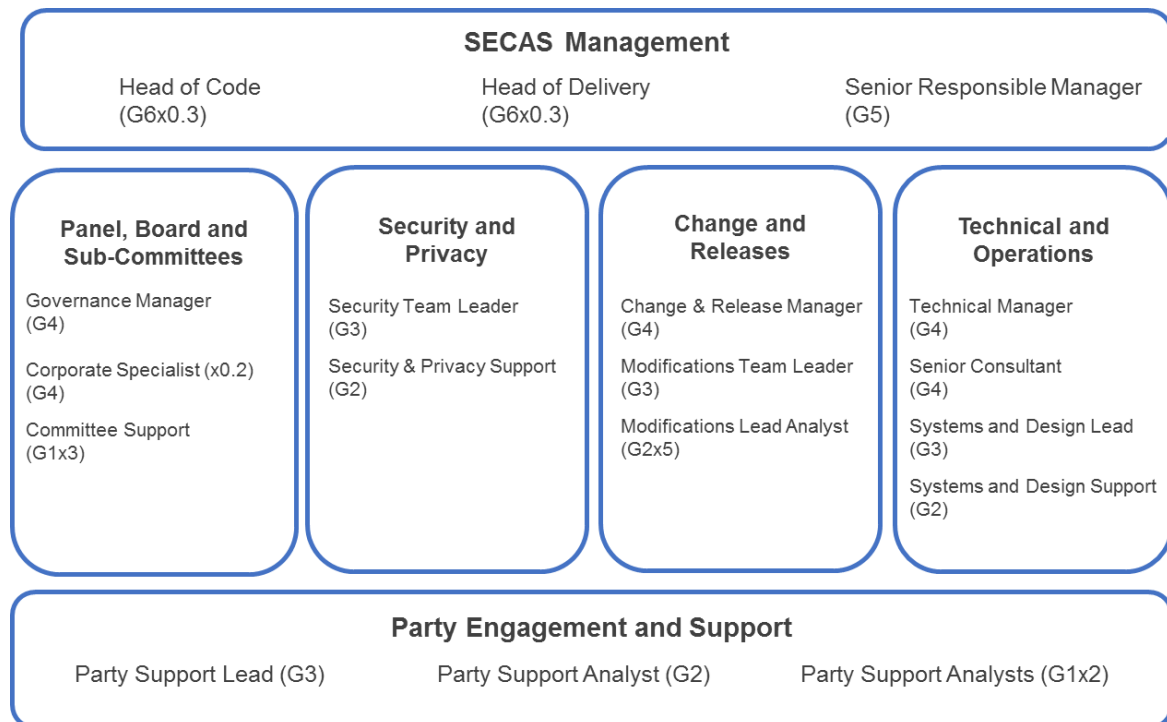 SECAS Management
Head of Code
(G6x0.3)
Head of Delivery
(G6x0.3)
Senior Responsible Manager
(G5)
Panel, Board and
Sub-Committees
Governance Manager
(G4)
Corporate Specialist (x0.2)
(G4)
Committee Support
(G1x3)
Security and
Privacy
Security Team Leader
(G3)
Security & Privacy Support
(G2)
Change and
Releases
Change & Release Manager
(G4)
Modifications Team Leader
(G3)
Modifications Lead Analyst
(G2x5)
Technical and
Operations
Technical Manager
(G4)
Senior Consultant
(G4)
Systems and Design Lead
(G3)
Systems and Design Support
(G2)
Party Engagement and Support
Party Support Lead (G3)
Party Support Analyst (G2)
Party Support Analysts (G1x2)